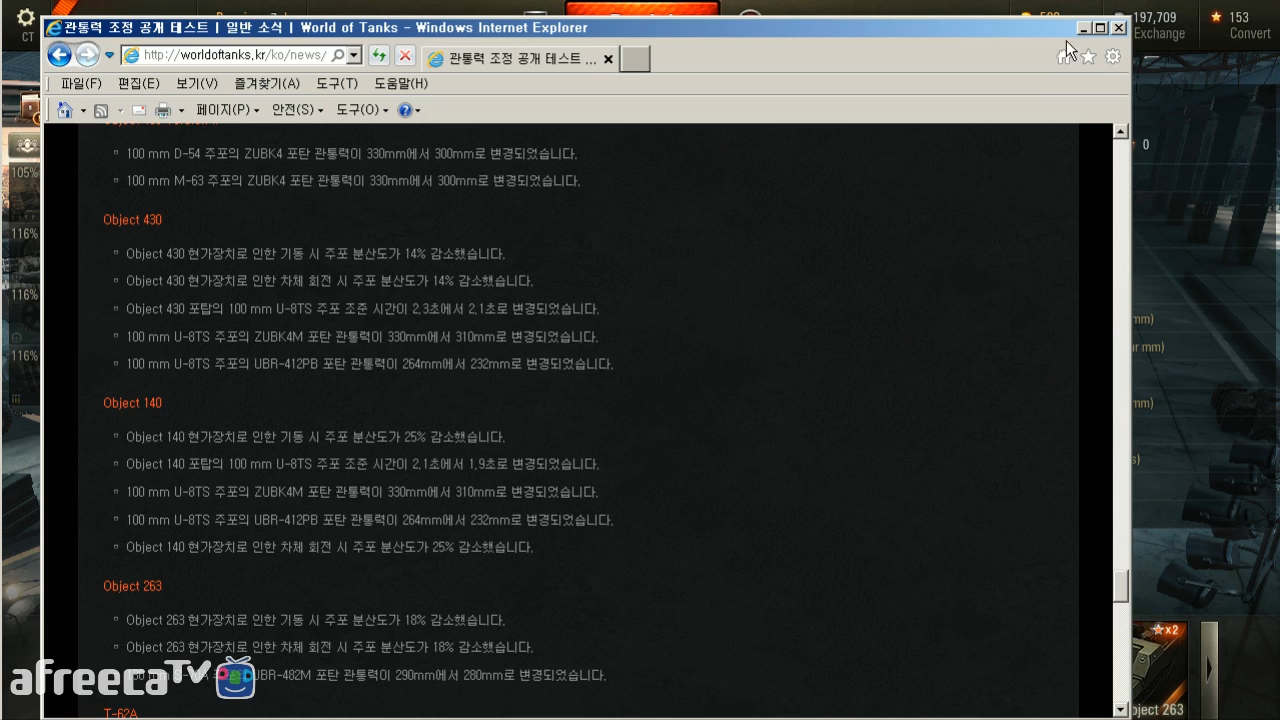 관통력 조정 공개 테스트 | 일반 소식 | World of Tanks - Windows Internet Explorer
197,709
153
CT
Exchange
Convert
http://worldoftanks.kr/ko/news/
관통력 조정 공개 테스트 ...
파일(F) 편집(E) 보기(V) 즐겨찾기(A) 도구(T) 도움말(H)
페이지(P) 안전(S) 도구(O)
100 mm D-54 주포의 ZUBK4 포탄 관통력이 330mm에서 300mm로 변경되었습니다.
0
105%
100 mm M-63 주포의 ZUBK4 포탄 관통력이 330mm에서 300mm로 변경되었습니다.
Object 430
116%
Object 430 현가장치로 인한 기동 시 주포 분산도가 14% 감소했습니다.
Object 430 현가장치로 인한 차체 회전 시 주포 분산도가 14% 감소했습니다.
116%
Object 430 포탑의 100 mm U-8TS 주포 조준 시간이 2.3초에서 2.1초로 변경되었습니다.
mm)
100 mm U-8TS 주포의 ZUBK4M 포탄 관통력이 330mm에서 310mm로 변경되었습니다.
r mm)
116%
100 mm U-8TS 주포의 UBR-412PB 포탄 관통력이 264mm에서 232mm로 변경되었습니다.
Object 140
mm)
Object 140 현가장치로 인한 기동 시 주포 분산도가 25% 감소했습니다.
Object 140 포탑의 100 mm U-8TS 주포 조준 시간이 2.1초에서 1.9초로 변경되었습니다.
s)
100 mm U-8TS 주포의 ZUBK4M 포탄 관통력이 330mm에서 310mm로 변경되었습니다.
100 mm U-8TS 주포의 UBR-412PB 포탄 관통력이 264mm에서 232mm로 변경되었습니다.
Object 140 현가장치로 인한 차체 회전 시 주포 분산도가 25% 감소했습니다.
Object 263
Object 263 현가장치로 인한 기동 시 주포 분산도가 18% 감소했습니다.
x2
Object 263 현가장치로 인한 차체 회전 시 주포 분산도가 18% 감소했습니다.
afreecaTV
UBR-482M 포탄 관통력이 290mm에서 280mm로 변경되었습니다.
T-62A
bject 263